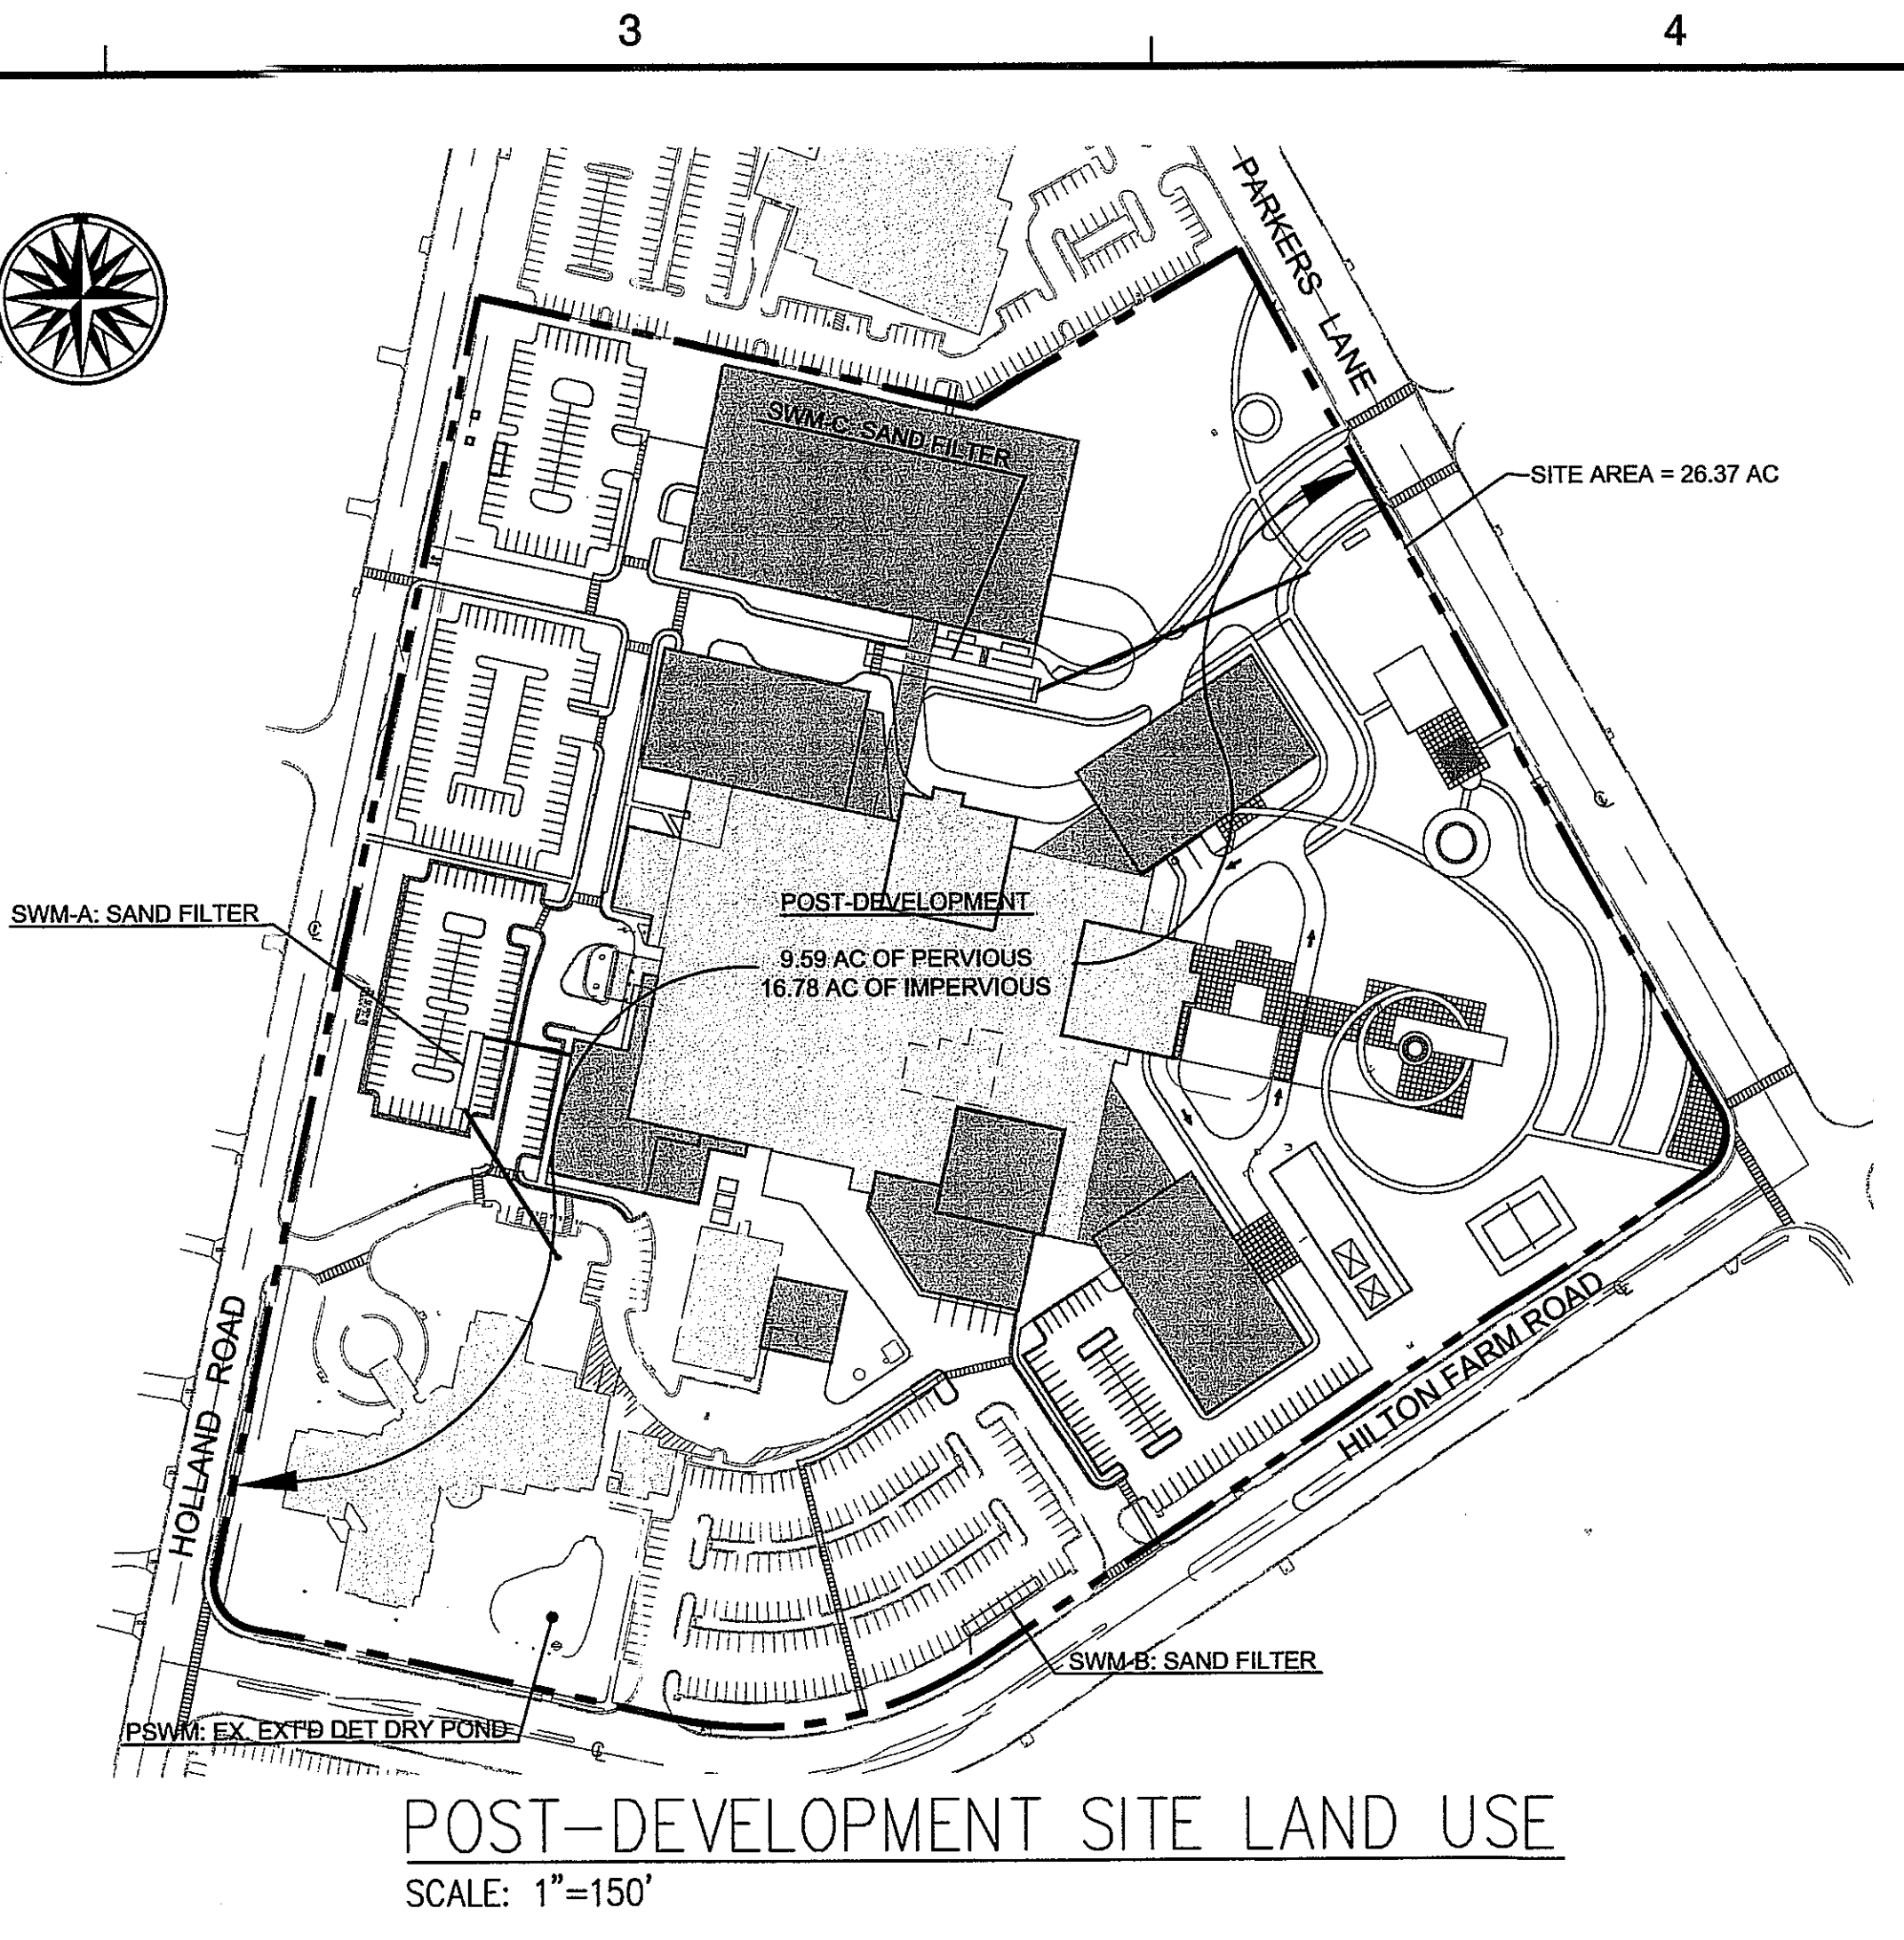 3
4
PARKERS LANE
SWM-C: SAND FILTER
SITE AREA = 26.37 AC
POST-DEVELOPMENT
9.59 AC OF PERVIOUS
16.78 AC OF IMPERVIOUS
SWM-A: SAND FILTER
HOLLAND ROAD
HILTON FARM ROAD
SWM-B: SAND FILTER
PSWM: EX. EXT'D DET DRY POND
POST-DEVELOPMENT SITE LAND USE
SCALE: 1"=150'